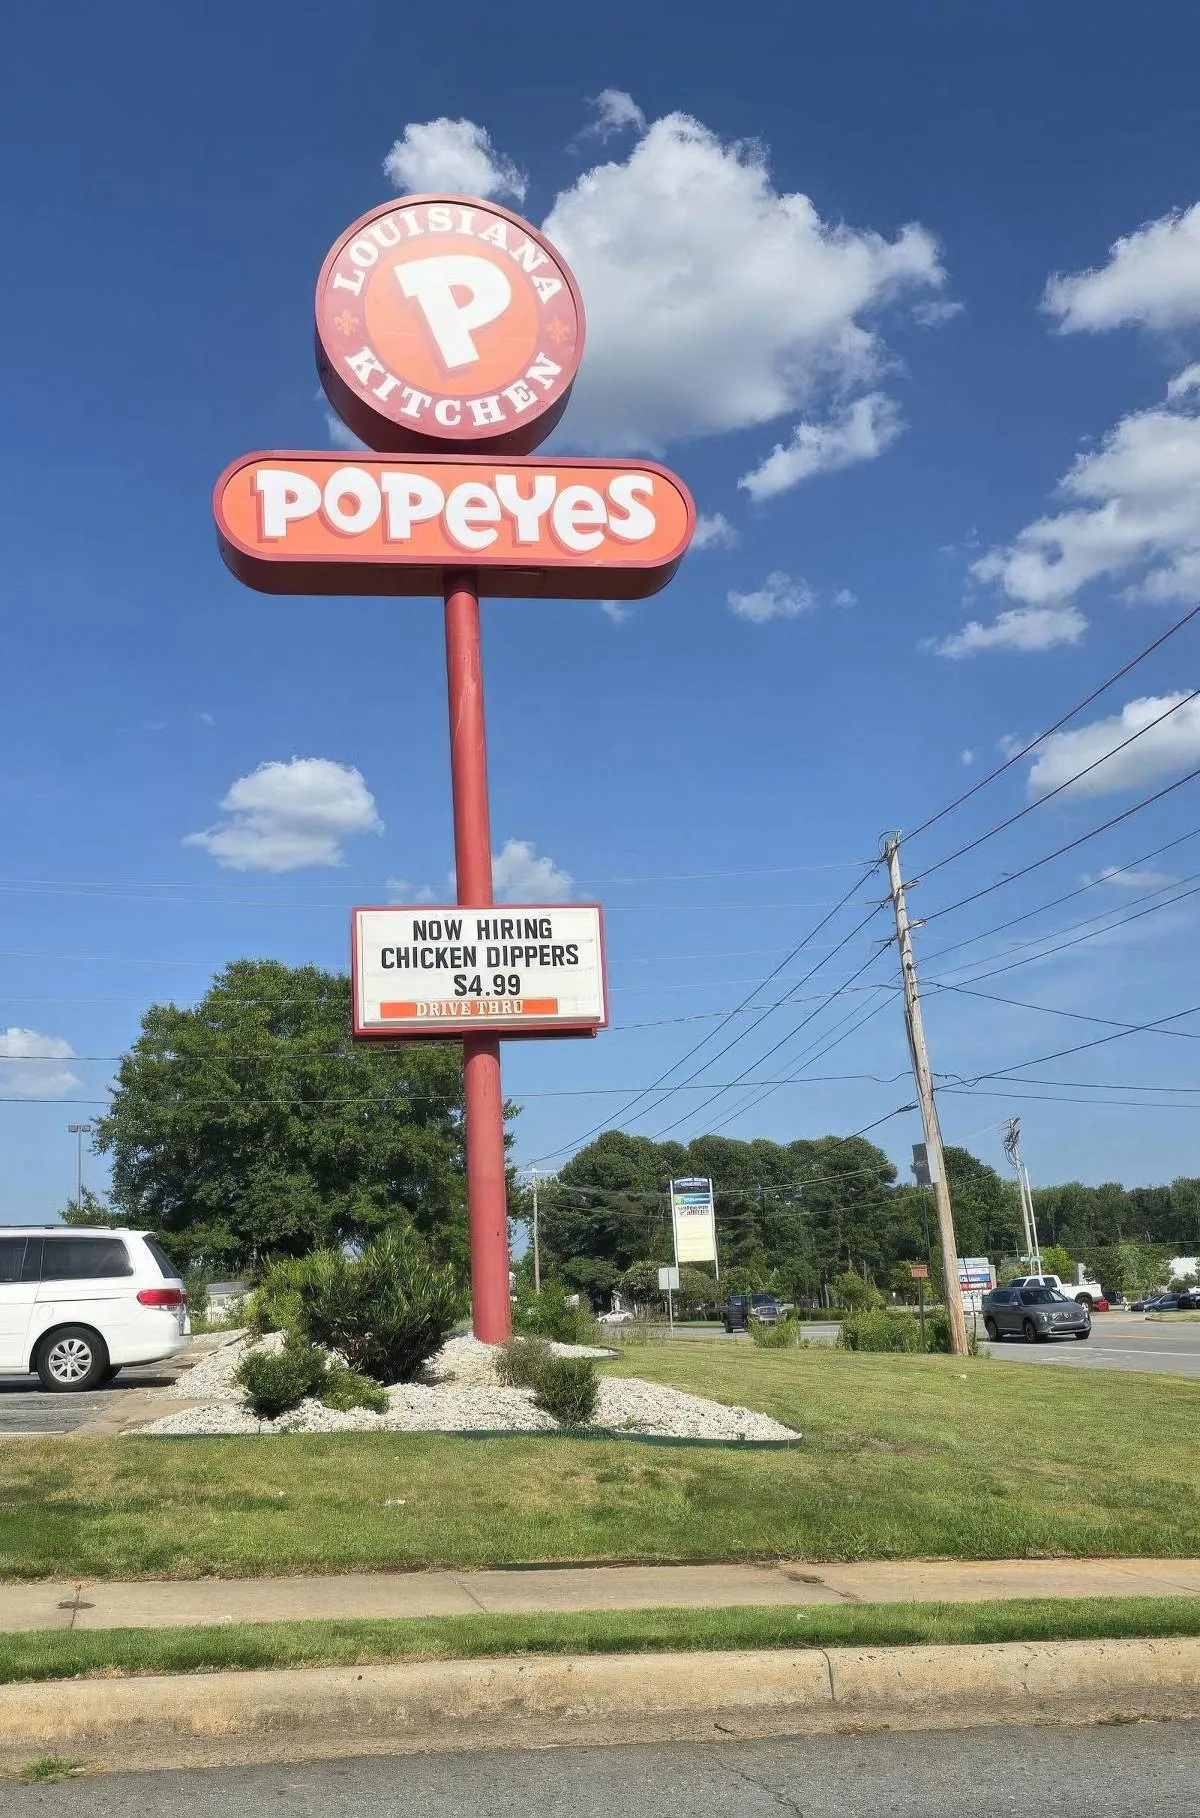 LOUISIANA
P
KITCHEN
POPEYES
NOW HIRING
CHICKEN DIPPERS
$4.99
DRIVE THRU